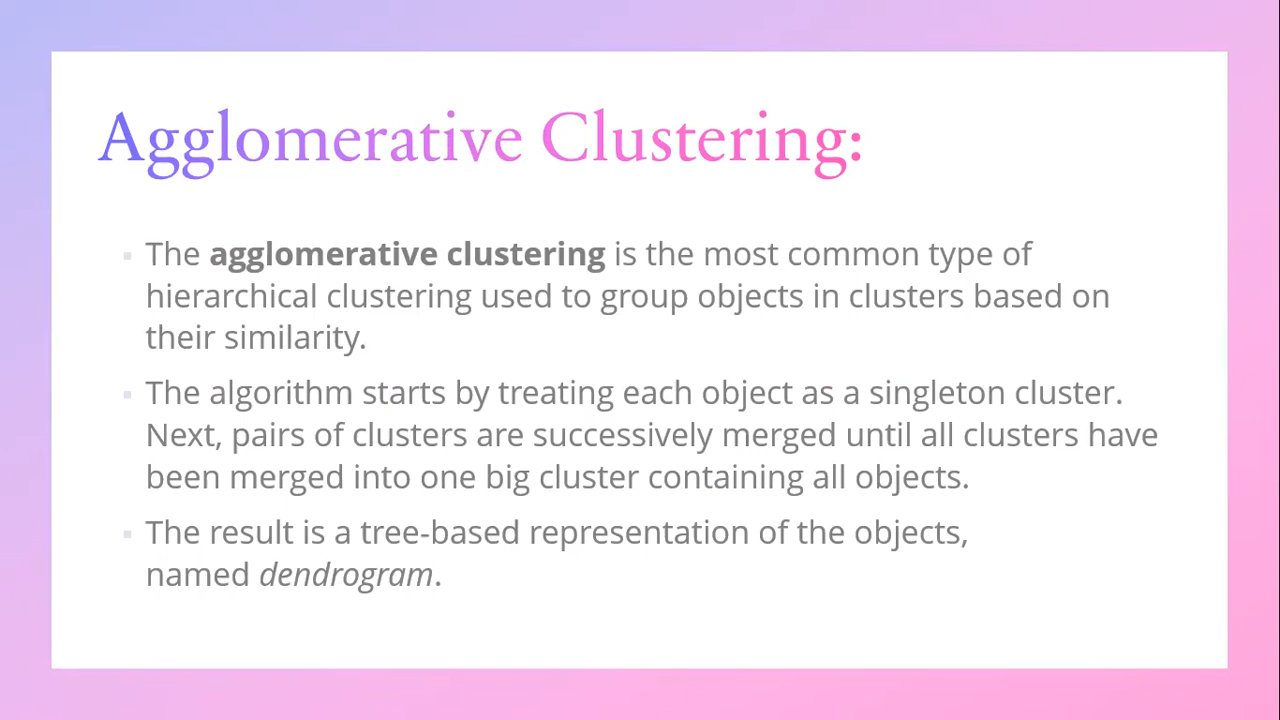 Agglomerative Clustering:
The agglomerative clustering is the most common type of
hierarchical clustering used to group objects in clusters based on
their similarity.
The algorithm starts by treating each object as a singleton cluster.
Next, pairs of clusters are successively merged until all clusters have
been merged into one big cluster containing all objects.
The result is a tree-based representation of the objects,
named dendrogram.